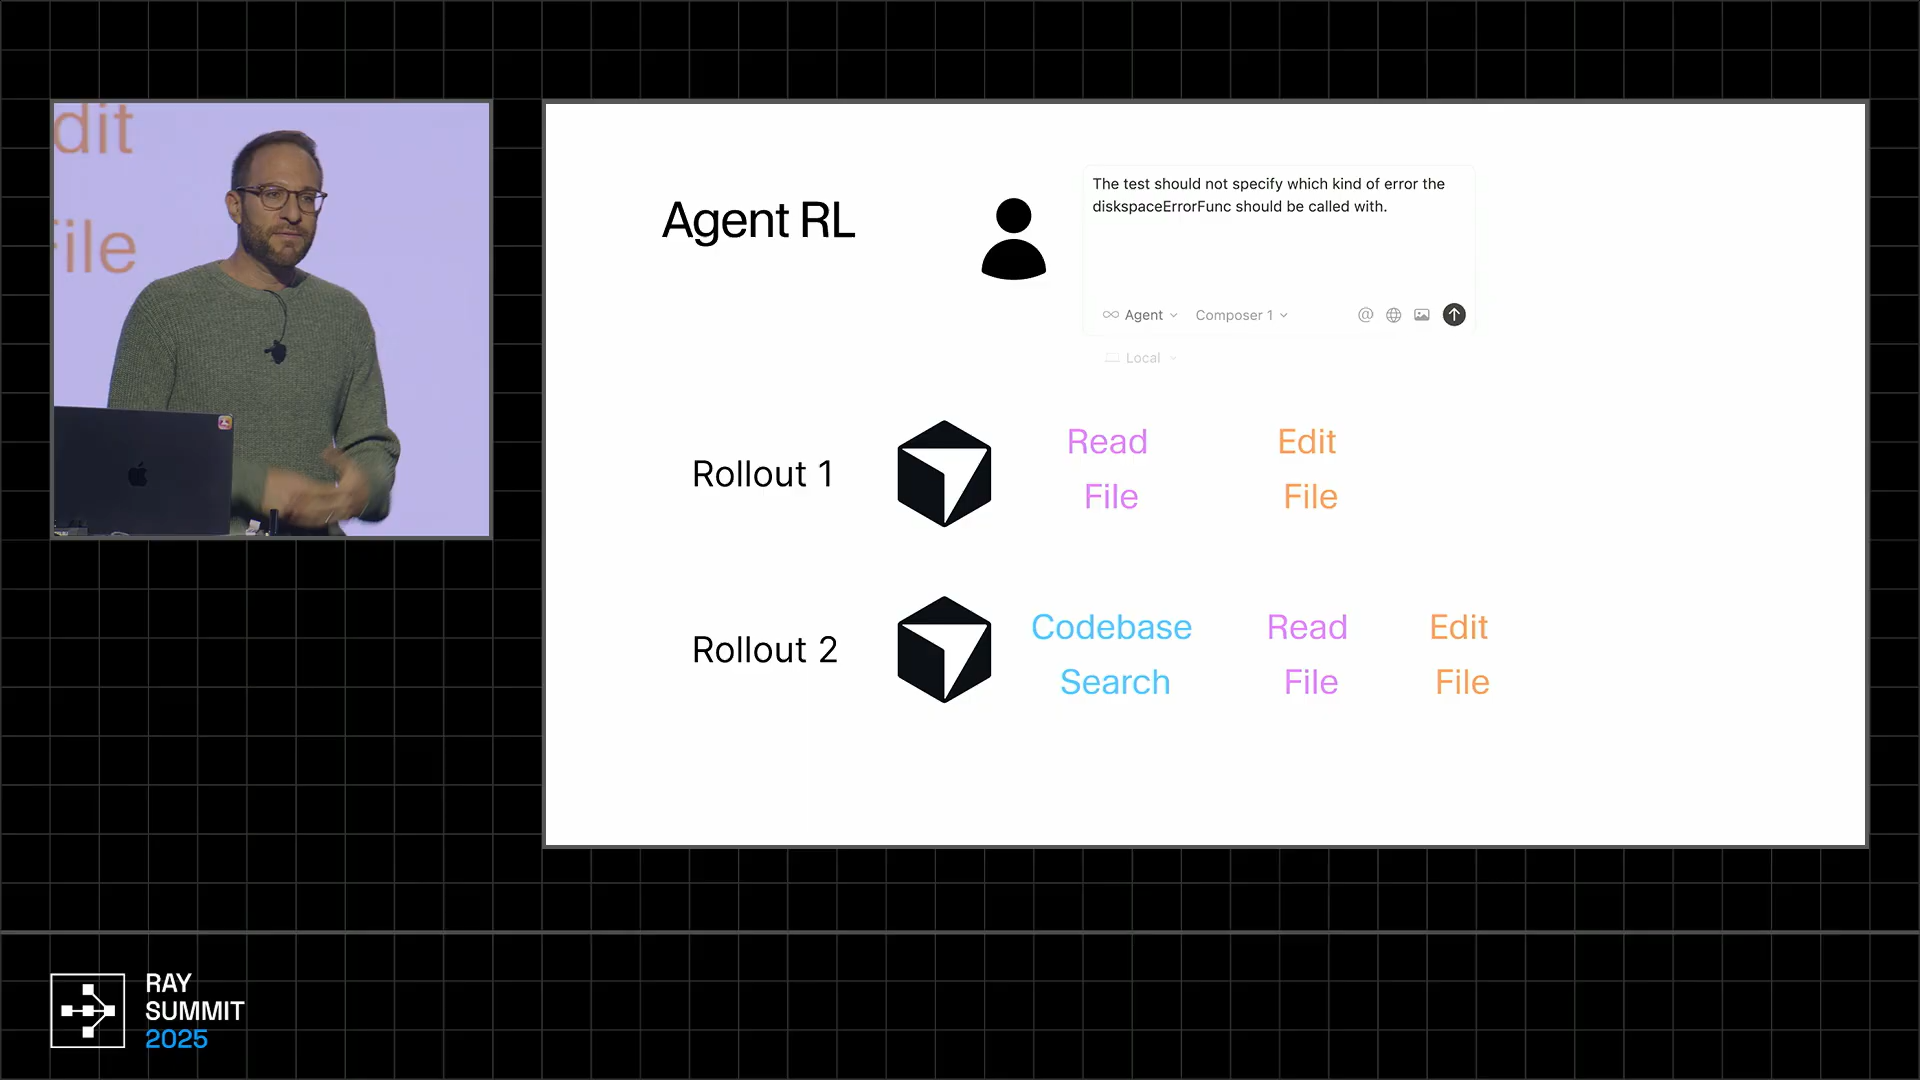 dit
File
Agent RL
The test should not specify which kind of error the
diskspaceErrorFunc should be called with.
Agent
Composer 1
Local
Rollout 1
Read
File
Edit
File
Rollout 2
Codebase
Search
Read
File
Edit
File
RAY
SUMMIT
2025